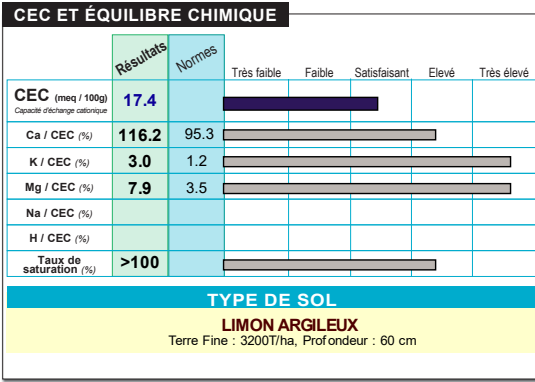 CEC ET ÉQUILIBRE CHIMIQUE
Résultats Normes
Très faible Faible Satisfaisant Elevé Très élevé
CEC (meq / 100g) 17.4
Capacité d'échange cationique
Ca / CEC (%) 116.2 95.3
K / CEC (%) 3.0 1.2
Mg / CEC (%) 7.9 3.5
Na / CEC (%)
H / CEC (%)
Taux de
saturation (%) >100
TYPE DE SOL
LIMON ARGILEUX
Terre Fine : 3200T/ha, Profondeur : 60 cm